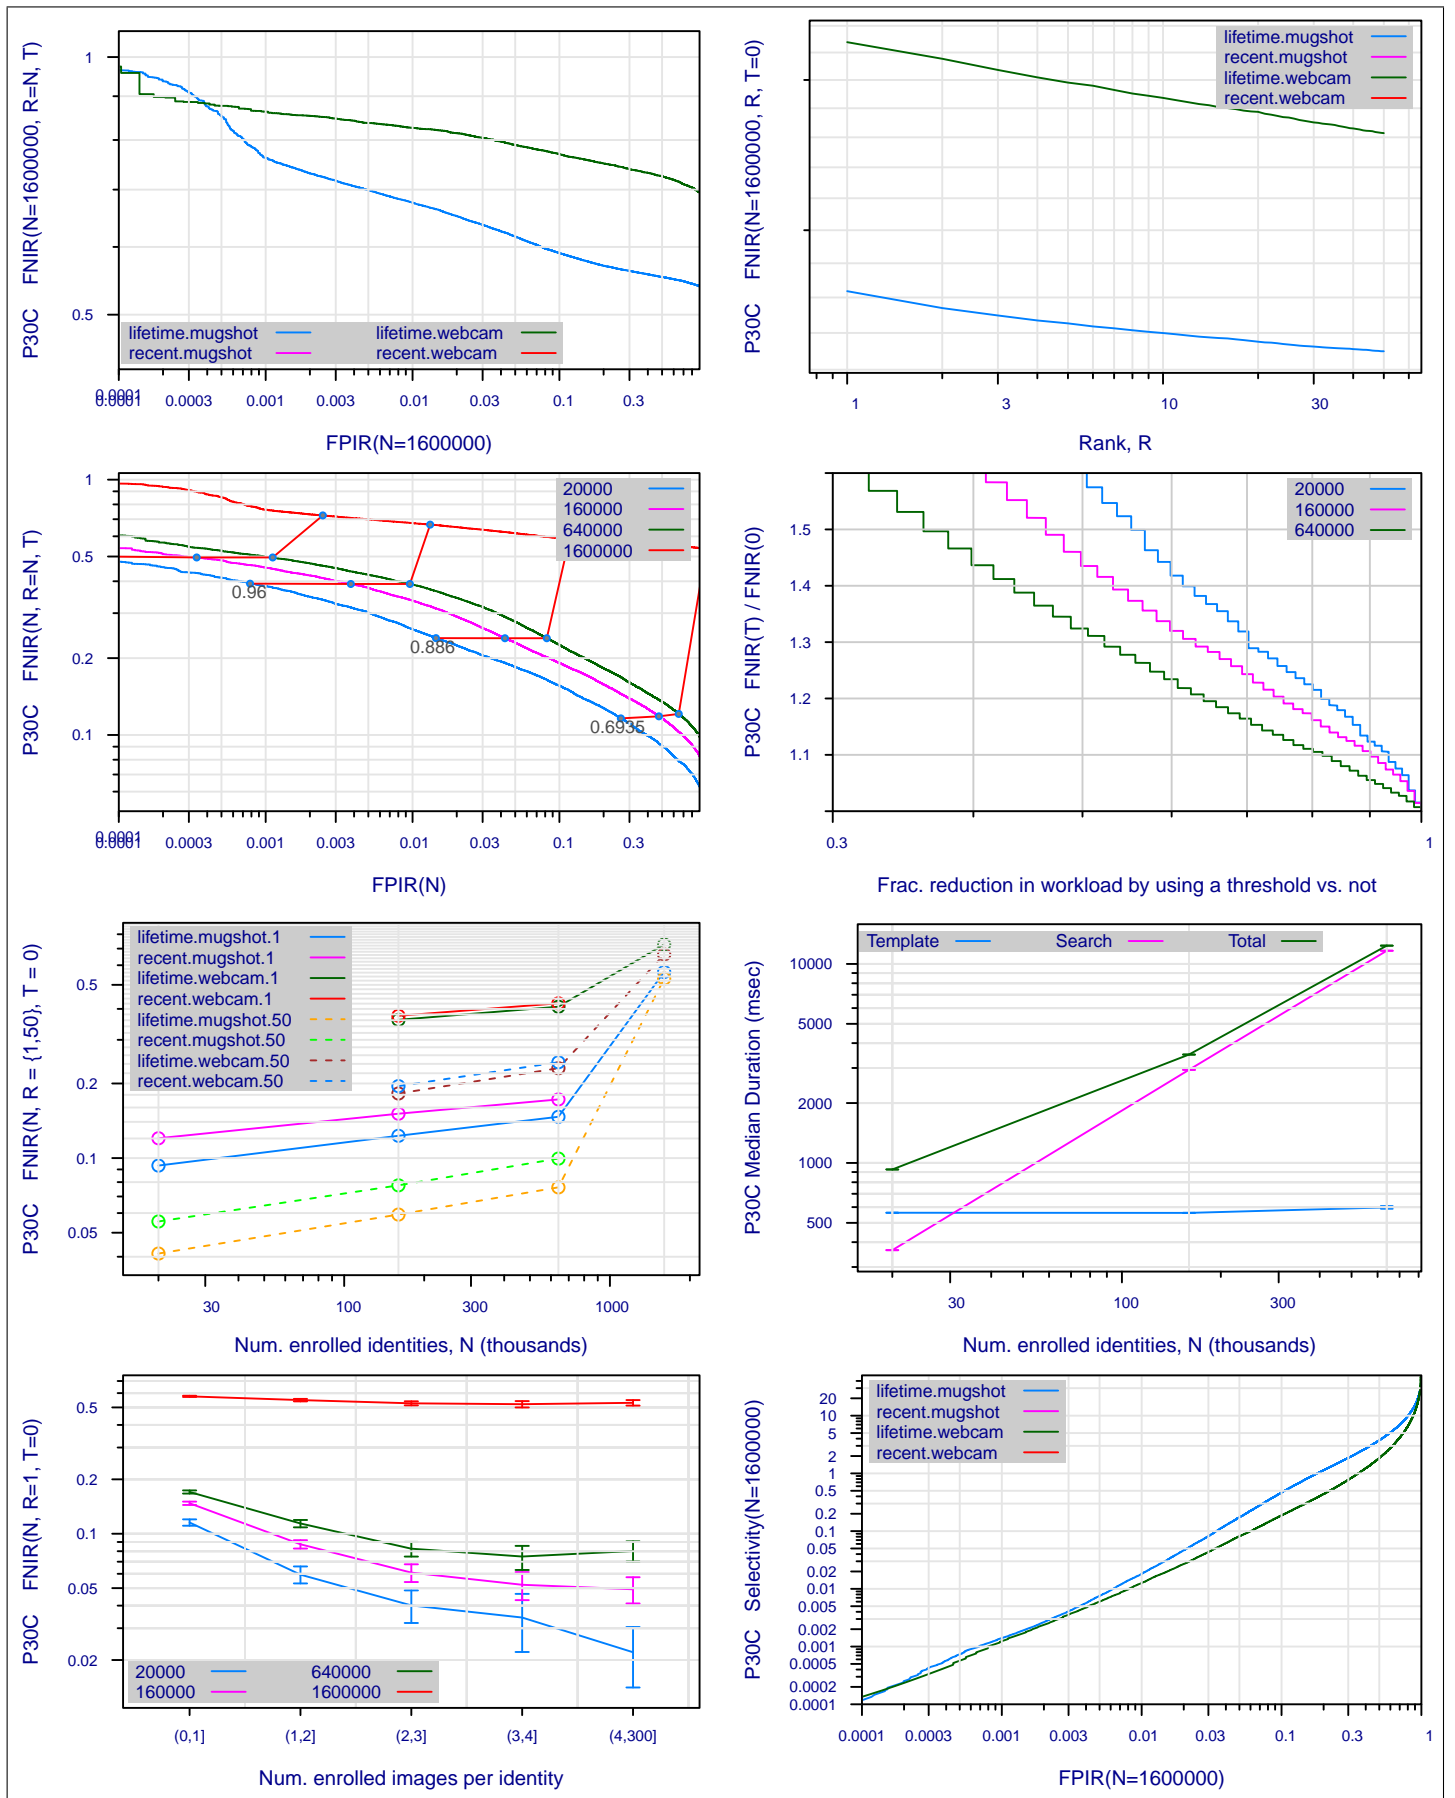 P30C FNIR(N=1600000, R=N, T)
1
0.5
lifetime.mugshot lifetime.webcam
recent.mugshot recent.webcam
0.0001
0.0001 0.0003 0.001 0.003 0.01 0.03 0.1 0.3
FPIR(N=1600000)
P30C FNIR(N=1600000, R, T=0)
lifetime.mugshot
recent.mugshot
lifetime.webcam
recent.webcam
1 3 10 30
Rank, R
P30C FNIR(N, R=N, T)
1
0.5
0.2
0.1
20000
160000
640000
1600000
0.96
0.886
0.6935
0.0001
0.0001 0.0003 0.001 0.003 0.01 0.03 0.1 0.3
FPIR(N)
P30C FNIR(T) / FNIR(0)
1.5
1.4
1.3
1.2
1.1
20000
160000
640000
0.3 1
Frac. reduction in workload by using a threshold vs. not
P30C FNIR(N, R = {1,50}, T = 0)
0.5
0.2
0.1
0.05
lifetime.mugshot.1
recent.mugshot.1
lifetime.webcam.1
recent.webcam.1
lifetime.mugshot.50
recent.mugshot.50
lifetime.webcam.50
recent.webcam.50
30 100 300 1000
Num. enrolled identities, N (thousands)
P30C Median Duration (msec)
10000
5000
2000
1000
500
Template Search Total
30 100 300
Num. enrolled identities, N (thousands)
P30C FNIR(N, R=1, T=0)
0.5
0.2
0.1
0.05
0.02
20000 640000
160000 1600000
(0,1] (1,2] (2,3] (3,4] (4,300]
Num. enrolled images per identity
P30C Selectivity(N=1600000)
20
10
5
2
1
0.5
0.2
0.1
0.05
0.02
0.01
0.005
0.002
0.001
0.0005
0.0002
0.0001
lifetime.mugshot
recent.mugshot
lifetime.webcam
recent.webcam
0.0001 0.0003 0.001 0.003 0.01 0.03 0.1 0.3 1
FPIR(N=1600000)